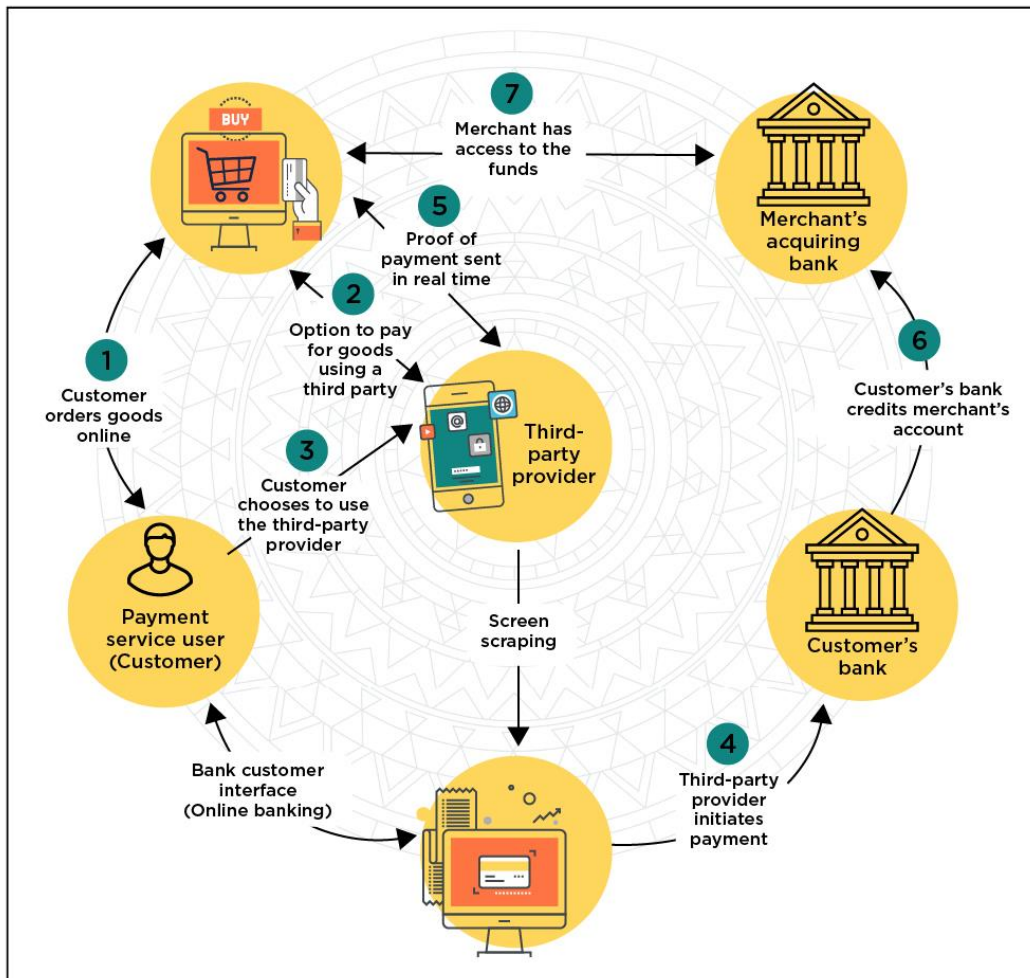 BUY
7
Merchant has
access to the
funds
Merchant's
acquiring
bank
5
Proof of
payment sent
in real time
2
Option to pay
for goods
using a
third party
1
Customer
orders goods
online
6
Customer's bank
credits merchant's
account
3
Customer
chooses to use
the third-party
provider
@
Third-
party
provider
Payment
service user
(Customer)
Screen
scraping
Customer's
bank
Bank customer
interface
(Online banking)
4
Third-party
provider
initiates
payment